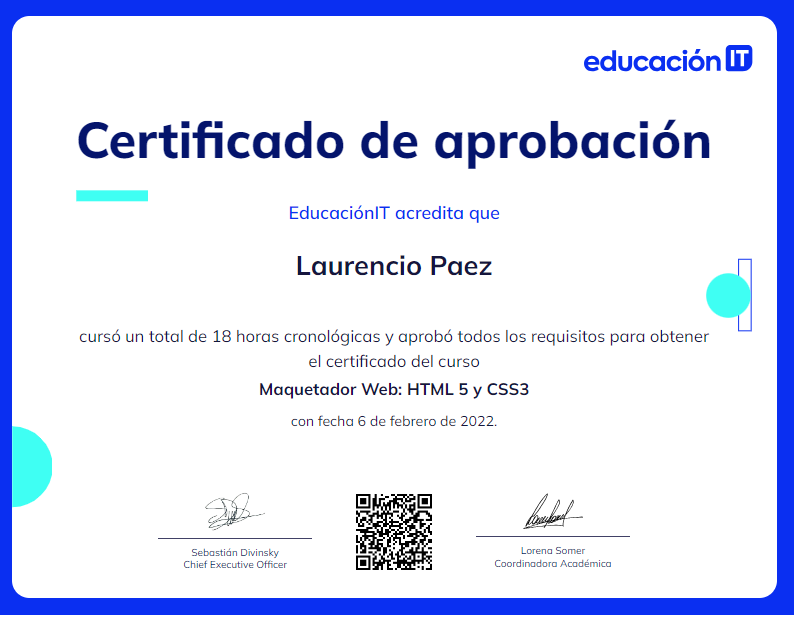 educación IT
Certificado de aprobación
EducaciónIT acredita que
Laurencio Paez
cursó un total de 18 horas cronológicas y aprobó todos los requisitos para obtener
el certificado del curso
Maquetador Web: HTML 5 y CSS3
con fecha 6 de febrero de 2022.
Sebastián Divinsky
Chief Executive Officer
Lorena Somer
Coordinadora Académica